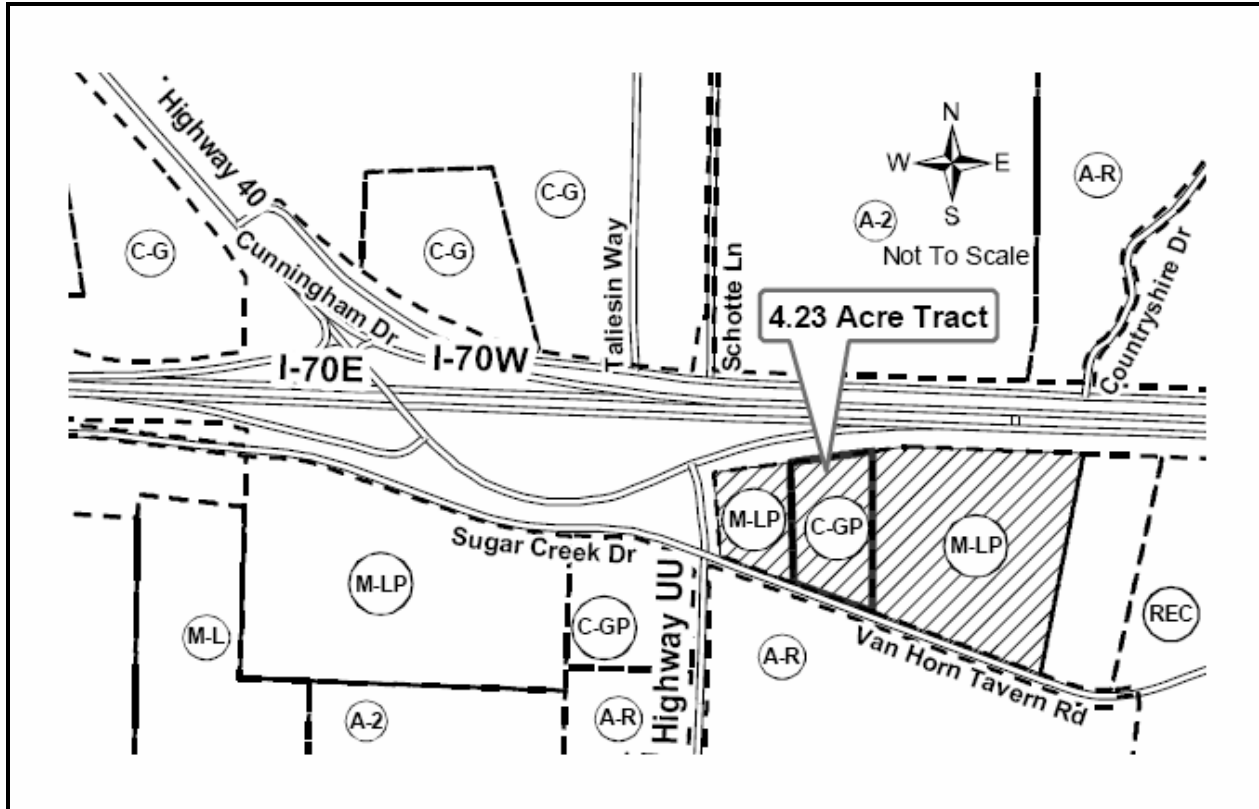 Highway 40
N
W E
S
A-R
C-G
Taliesin Way
Schotte Ln
A-2
Countryshire Dr
C-G
Cunningham Dr
C-G
Not To Scale
4.23 Acre Tract
I-70E
I-70W
M-LP
C-GP
M-LP
Sugar Creek Dr
M-LP
Highway UU
M-L
C-GP
REC
A-R
Van Horn Tavern Rd
A-2
A-R